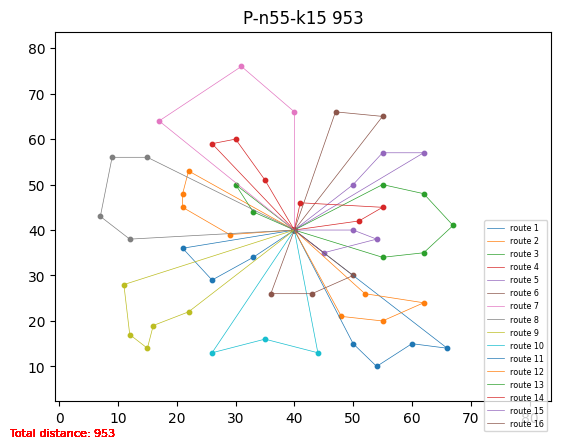 P-n55-k15 953
80
70
60
50
40
30
20
10
0 10 20 30 40 50 60 70 80
route 1
route 2
route 3
route 4
route 5
route 6
route 7
route 8
route 9
route 10
route 11
route 12
route 13
route 14
route 15
route 16
Total distance: 953